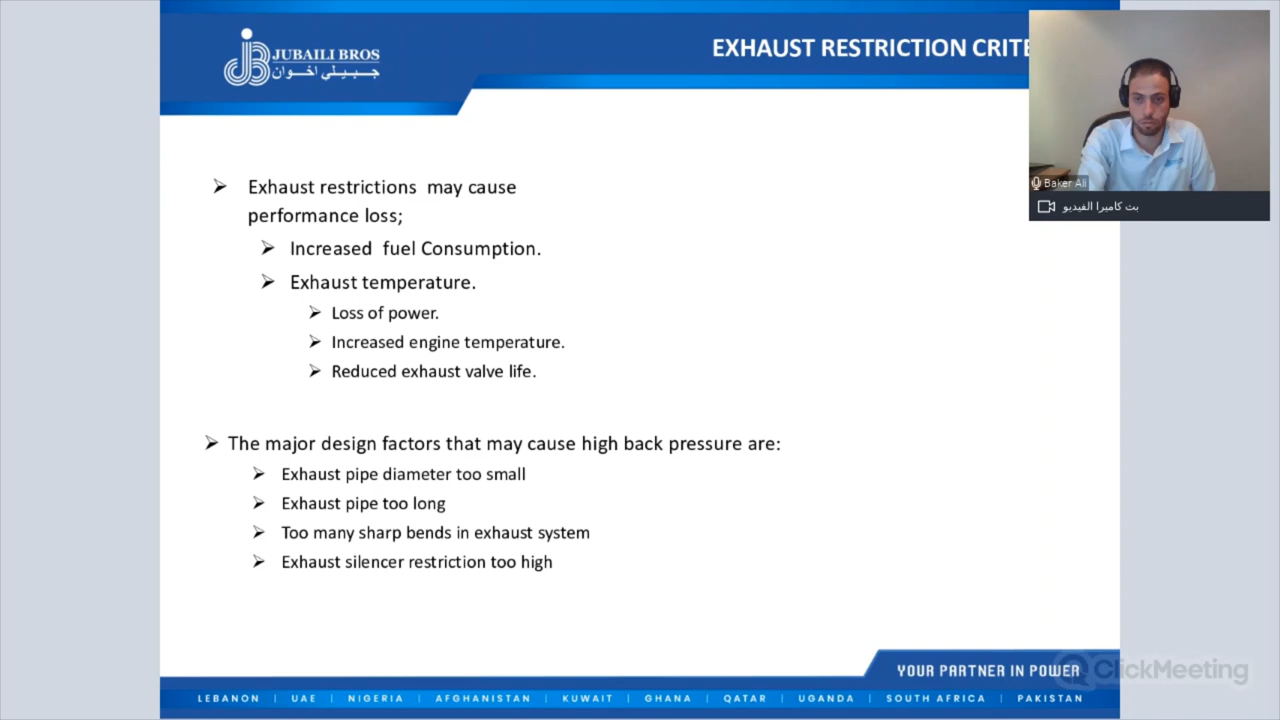 JUBAILI BROS
جبيلي اخوان
EXHAUST RESTRICTION CRITE
Baker Ali
بث كاميرا الفيديو
➢ Exhaust restrictions may cause
performance loss;
➢ Increased fuel Consumption.
➢ Exhaust temperature.
➢ Loss of power.
➢ Increased engine temperature.
➢ Reduced exhaust valve life.
➢ The major design factors that may cause high back pressure are:
➢ Exhaust pipe diameter too small
➢ Exhaust pipe too long
➢ Too many sharp bends in exhaust system
➢ Exhaust silencer restriction too high
YOUR PARTNER IN POWER
ClickMeeting
LEBANON | UAE | NIGERIA | AFGHANISTAN | KUWAIT | GHANA | QATAR | UGANDA | SOUTH AFRICA | PAKISTAN